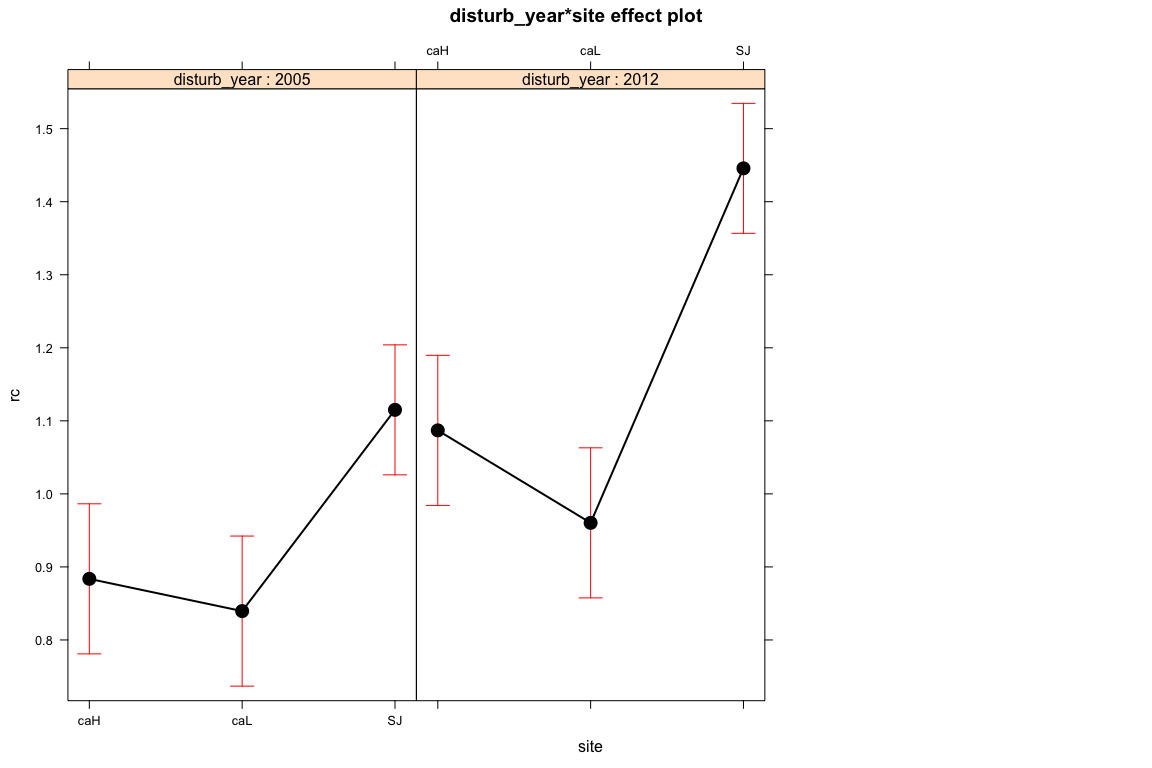 disturb_year*site effect plot
caH caL SJ
disturb_year : 2005 disturb_year : 2012
1.5
1.4
1.3
1.2
1.1
1.0
0.9
0.8
rc
caH caL SJ
site